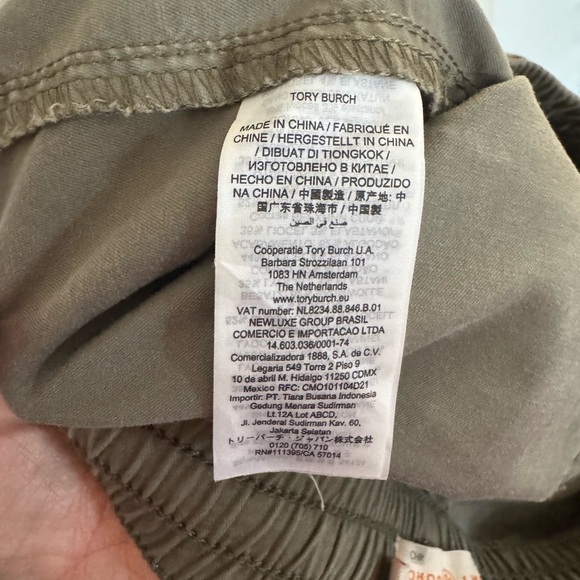 TORY BURCH
MADE IN CHINA / FABRIQUÉ EN
CHINE / HERGESTELLT IN CHINA
/ DIBUAT DI TIONGKOK /
ИЗГОТОВЛЕНО В КИТАЕ /
HECHO EN CHINA / PRODUZIDO
NA CHINA / 中國製造 / 原产地: 中
国广东省珠海市 / 中国製
صنع في الصين
Coöperatie Tory Burch U.A.
Barbara Strozzilaan 101
1083 HN Amsterdam
The Netherlands
www.toryburch.eu
VAT number: NL8234.88.846.B.01
NEWLUXE GROUP BRASIL
COMERCIO E IMPORTACAO LTDA
14.603.036/0001-74
Comercializadora 1888, S.A. de C.V.
Legaria 549 Torre 2 Piso 9
10 de abril M. Hidalgo 11250 CDMX
Mexico RFC: CMO101104D21
Importir: PT. Tiara Busana Indonesia
Gedung Menara Sudirman
Lt.12A Lot ABCD,
Jl. Jenderal Sudirman Kav. 60,
Jakarta Selatan
トリーバーチ・ジャパン株式会社
0120 (705) 710
RN#111395/CA 57014